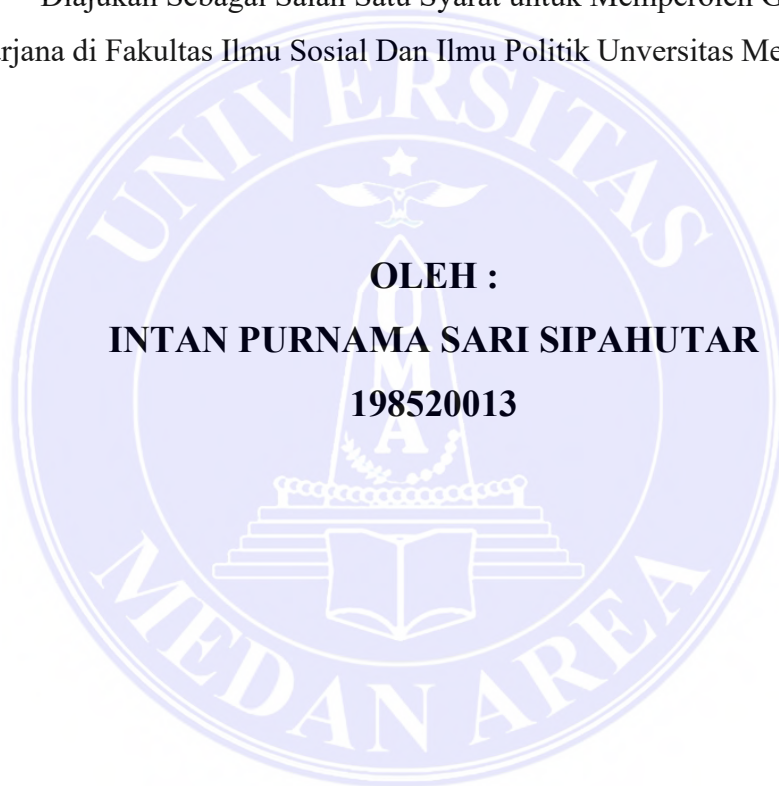 Diajukan Sebagai Salah Satu Syarat untuk Memperoleh
rjana di Fakultas Ilmu Sosial Dan Ilmu Politik Unversitas Me
UNIVERSITAS
OLEH :
INTAN PURNAMA SARI SIPAHUTAR
198520013
U
M
A
MEDAN AREA